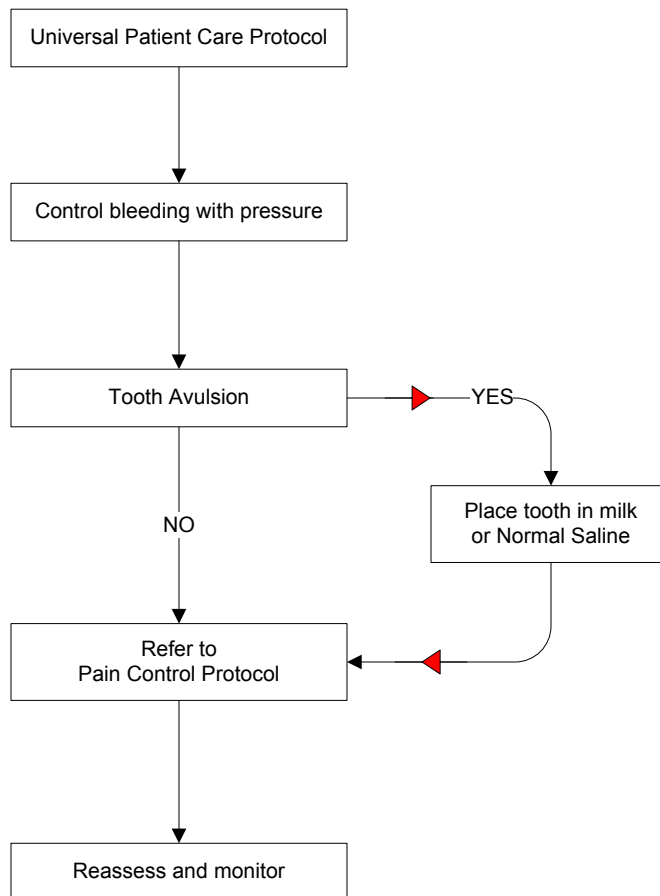 Universal Patient Care Protocol
Control bleeding with pressure
Tooth Avulsion
YES
Place tooth in milk
or Normal Saline
NO
Refer to
Pain Control Protocol
Reassess and monitor